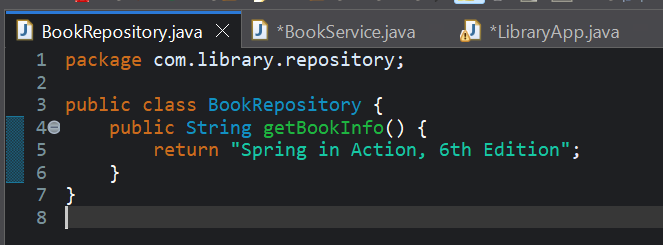 BookRepository.java *BookService.java *LibraryApp.java
1 package com.library.repository;
2
3 public class BookRepository {
4 public String getBookInfo() {
5 return "Spring in Action, 6th Edition";
6 }
7 }
8